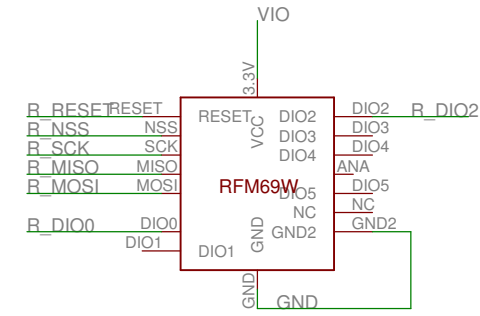 VIO
3.3V
R_RESET RESET RESET VCC DIO2 DIO2 R_DIO2
R_NSS NSS DIO3 DIO3
R_SCK SCK DIO4 DIO4
R_MISO MISO ANA
R_MOSI MOSI RFM69W DIO5 DIO5
NC NC
R_DIO0 DIO0 GND GND2 GND2
DIO1 DIO1
GND GND